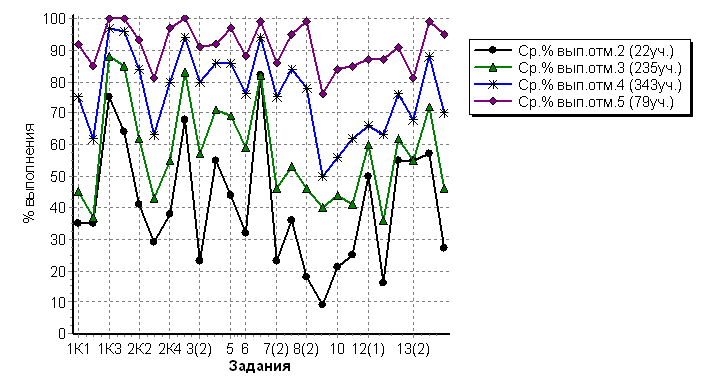 100
90
80
70
60
50
40
30
20
10
0
% выполнения
1К1 1К3 2К2 2К4 3(2) 5 6 7(2) 8(2) 10 12(1) 13(2)
Задания
Ср.% вып.отм.2 (22уч.)
Ср.% вып.отм.3 (235уч.)
Ср.% вып.отм.4 (343уч.)
Ср.% вып.отм.5 (79уч.)